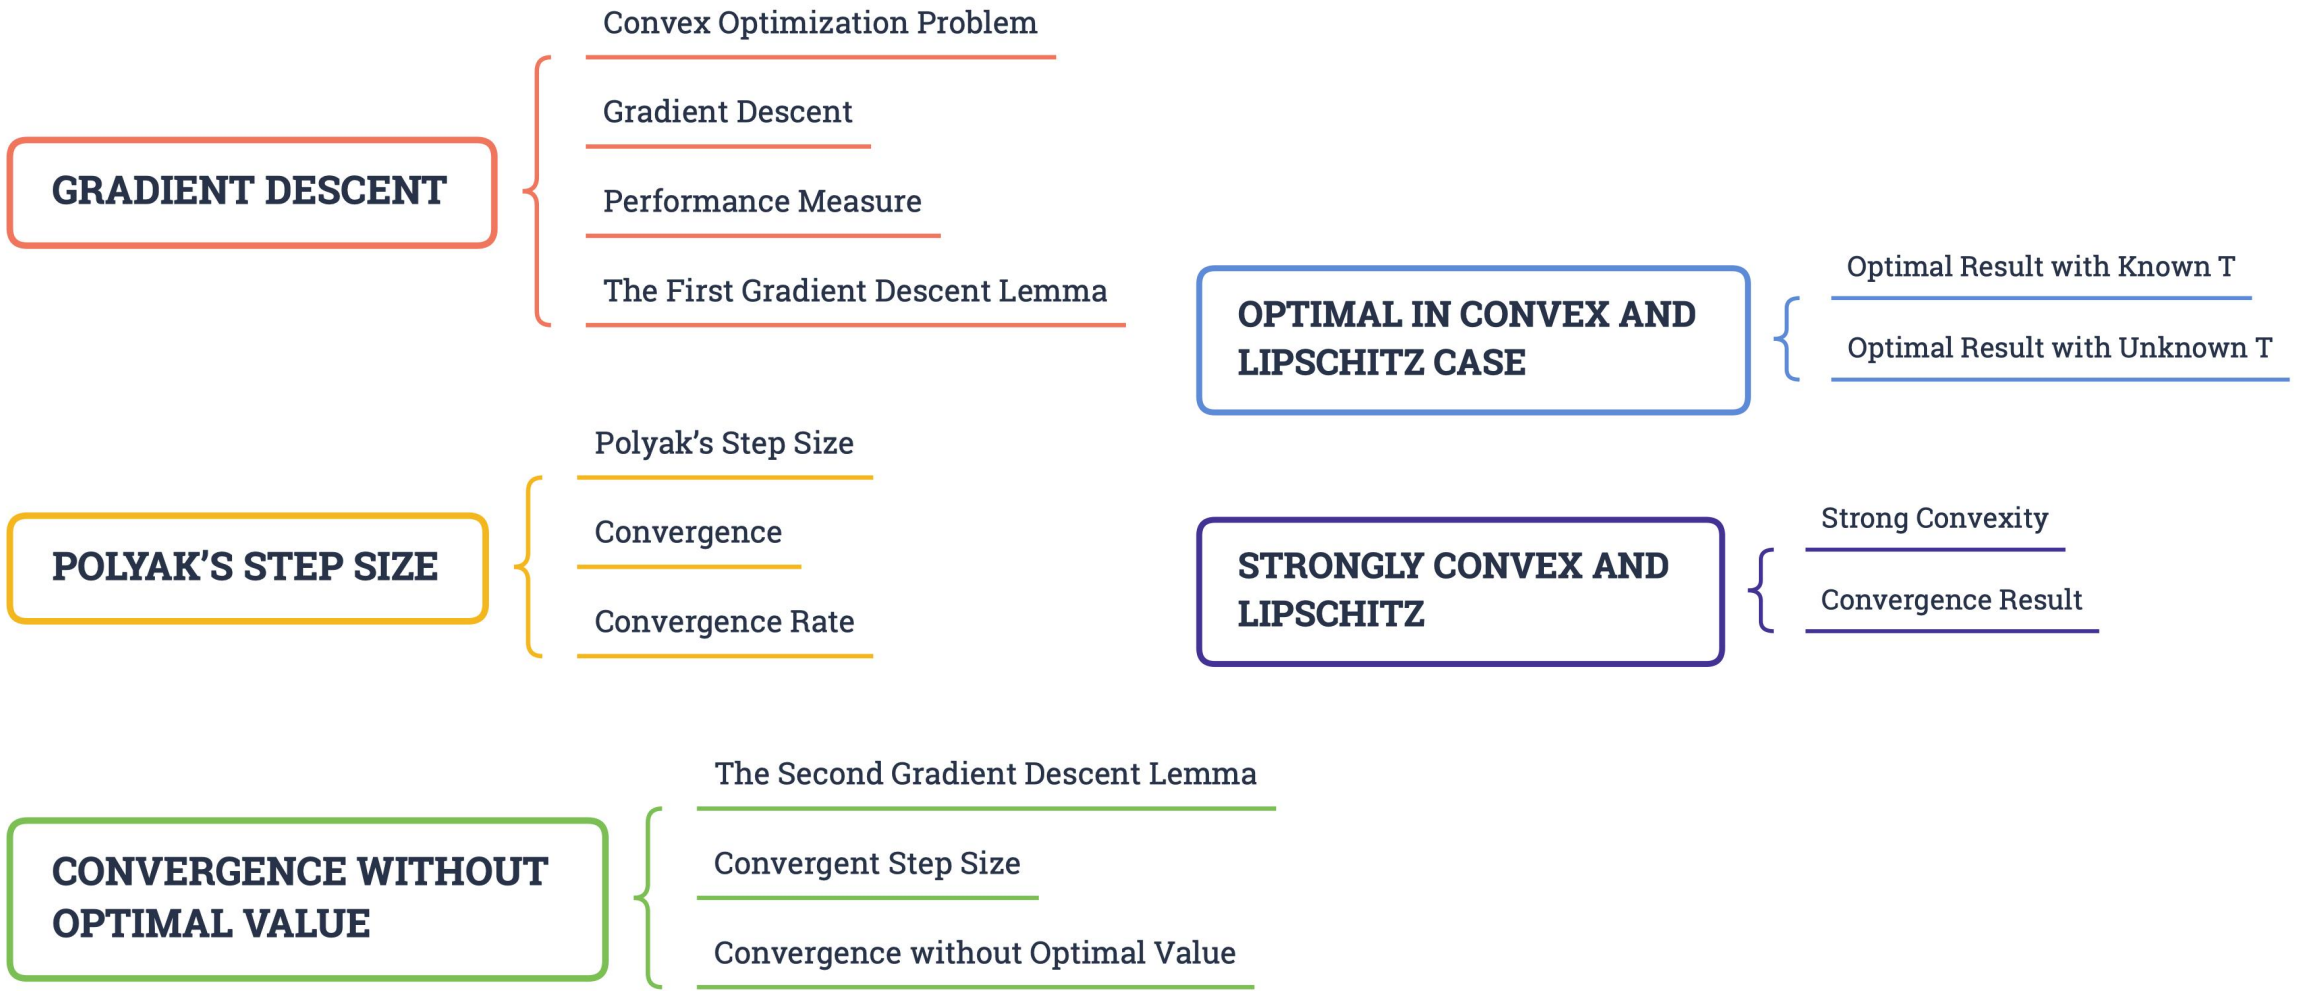 GRADIENT DESCENT
Convex Optimization Problem
Gradient Descent
Performance Measure
The First Gradient Descent Lemma
POLYAK’S STEP SIZE
Polyak’s Step Size
Convergence
Convergence Rate
CONVERGENCE WITHOUT
OPTIMAL VALUE
The Second Gradient Descent Lemma
Convergent Step Size
Convergence without Optimal Value
OPTIMAL IN CONVEX AND
LIPSCHITZ CASE
Optimal Result with Known T
Optimal Result with Unknown T
STRONGLY CONVEX AND
LIPSCHITZ
Strong Convexity
Convergence Result